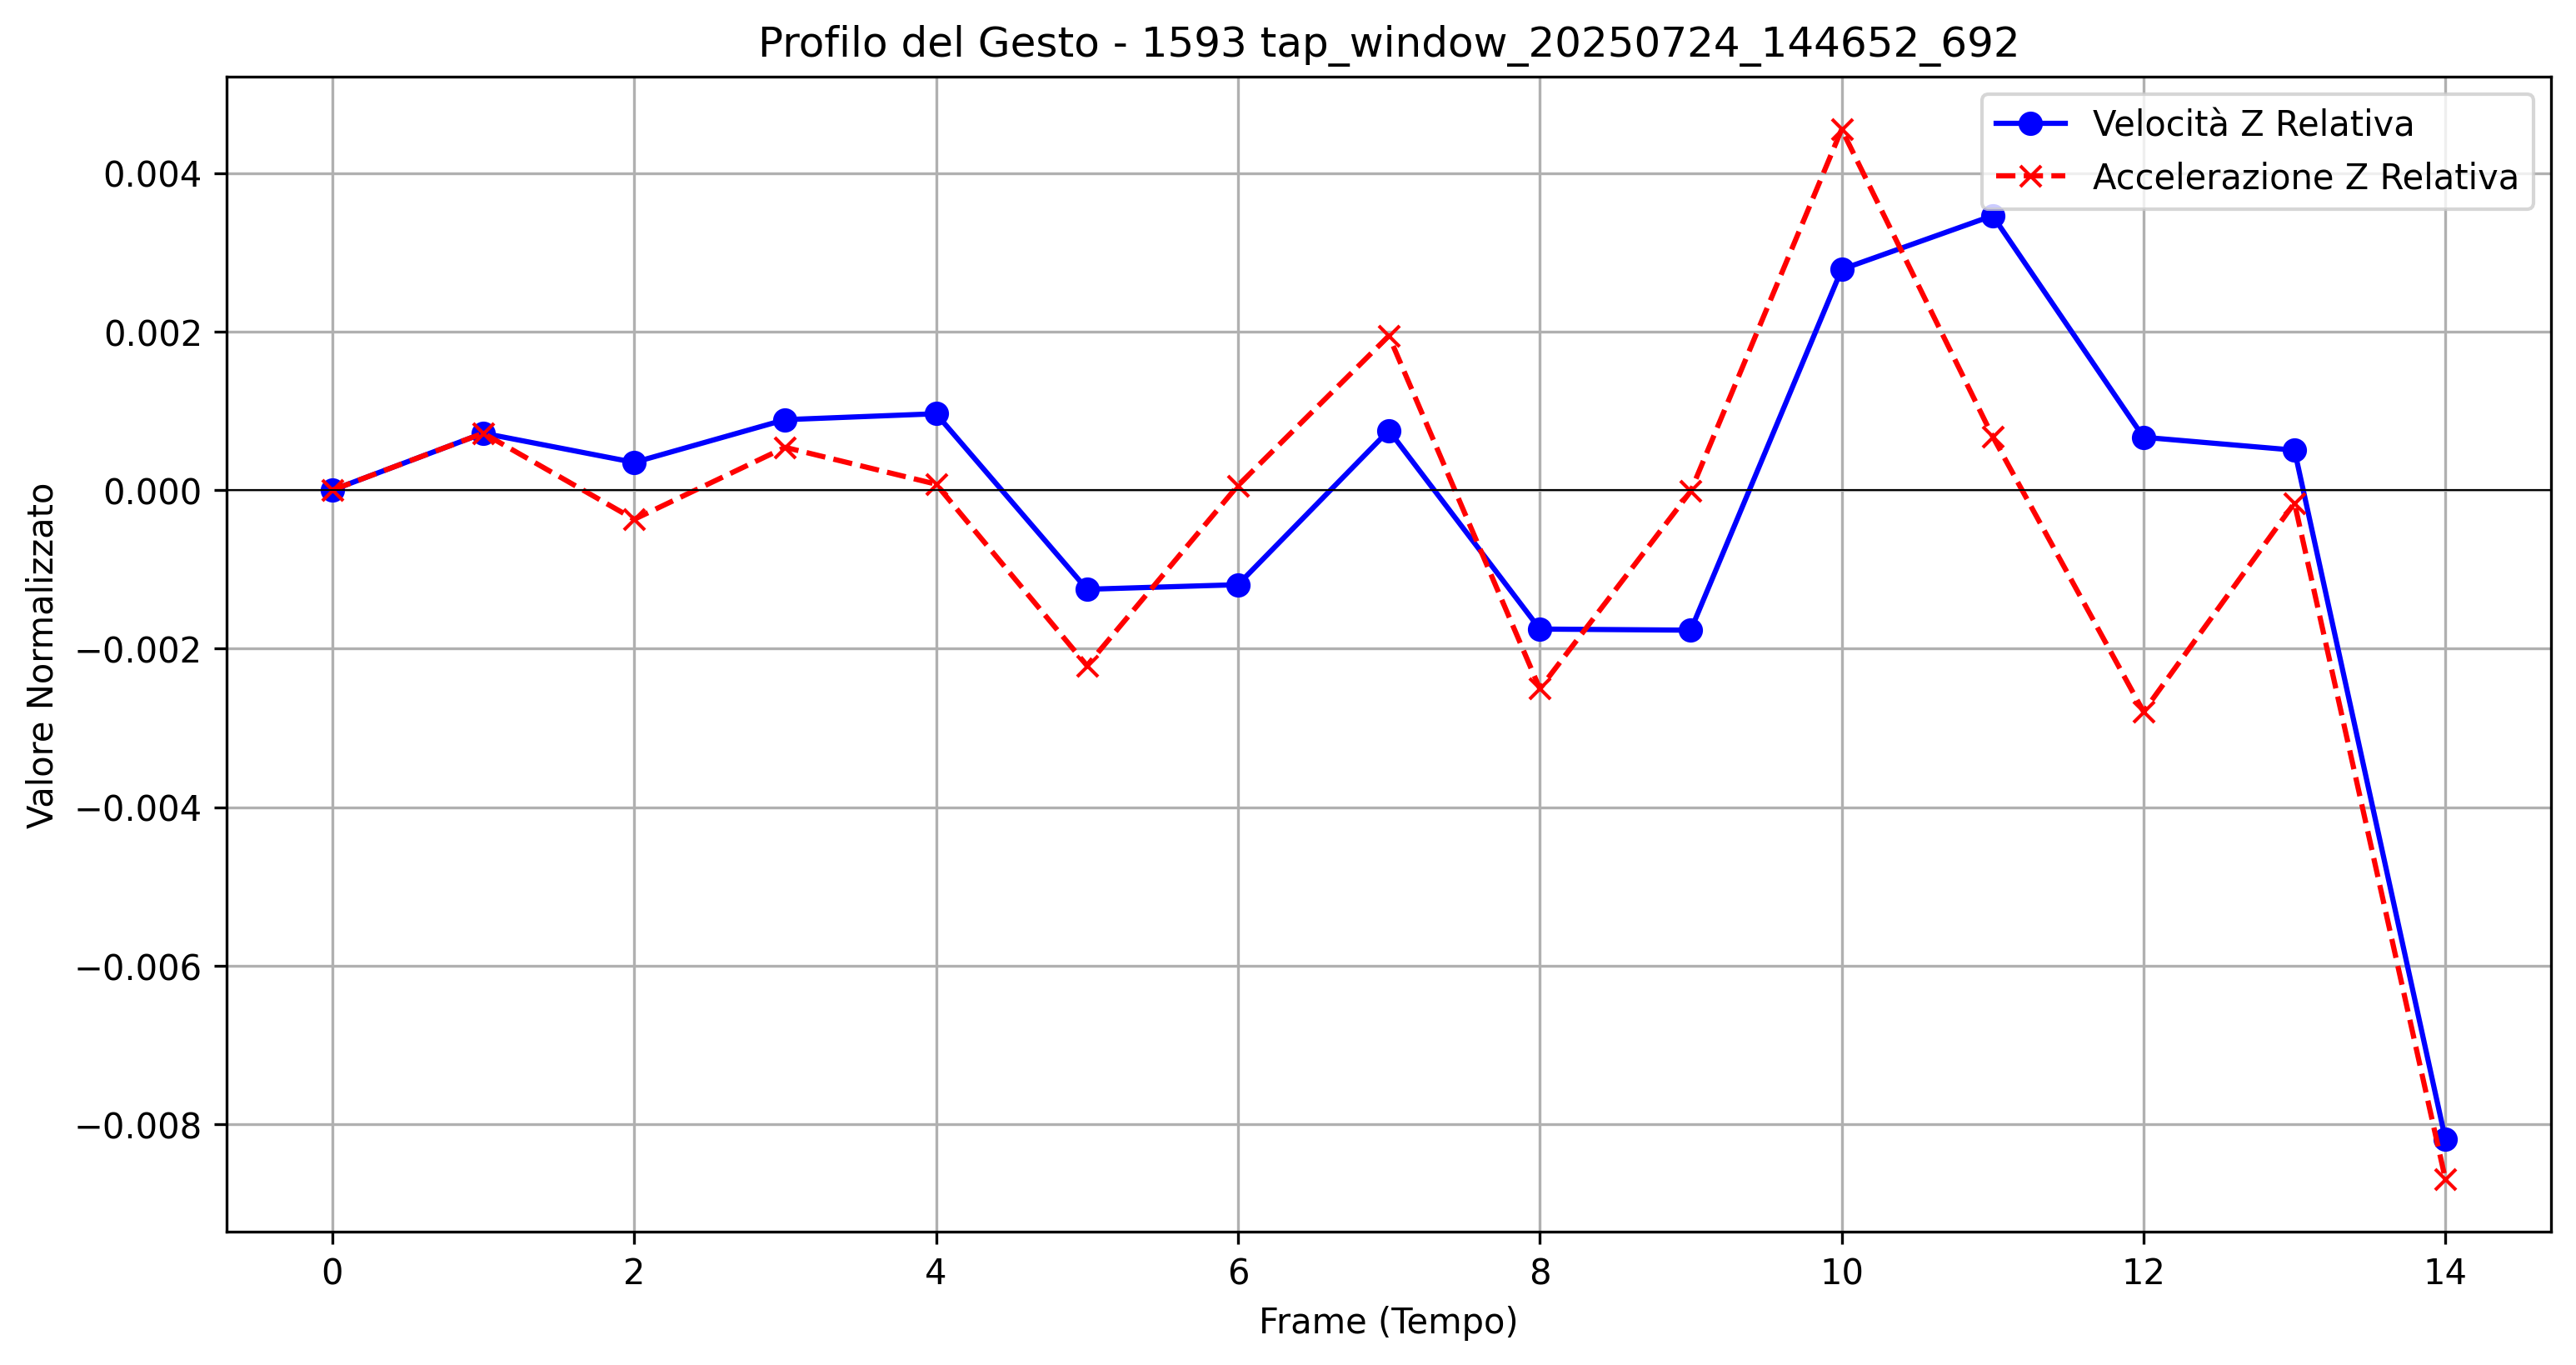 Profilo del Gesto - 1593 tap_window_20250724_144652_692
Velocità Z Relativa
Accelerazione Z Relativa
Valore Normalizzato
0.004
0.002
0.000
−0.002
−0.004
−0.006
−0.008
0 2 4 6 8 10 12 14
Frame (Tempo)